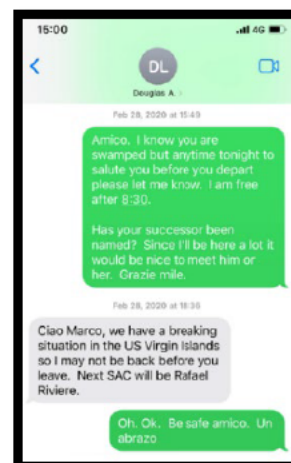 15:00
4G
DL
Douglas A. >
Feb 28, 2020 at 15:49
Amico. I know you are
swamped but anytime tonight to
salute you before you depart
please let me know. I am free
after 8:30.
Has your successor been
named? Since I'll be here a lot it
would be nice to meet him or
her. Grazie mile.
Feb 28, 2020 at 18:36
Ciao Marco, we have a breaking
situation in the US Virgin Islands
so I may not be back before you
leave. Next SAC will be Rafael
Riviere.
Oh. Ok. Be safe amico. Un
abrazo